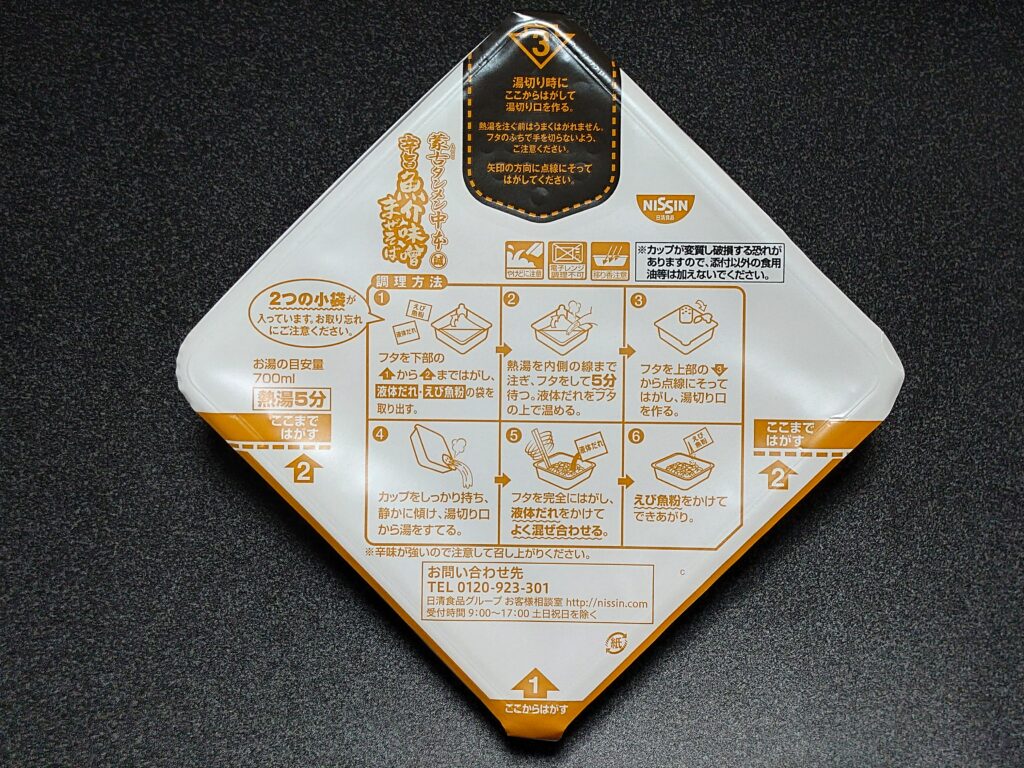 3
湯切り時に
ここからはがして
湯切り口を作る。
熱湯を注ぐ前はうまくはがれません。
フタのふちで手を切らないよう、
ご注意ください。
矢印の方向に点線にそって
はがしてください。
蒙古タンメン中本
辛旨魚介味噌
まぜそば
NISSIN
日清食品
やけどに注意
電子レンジ
調理不可
移り香注意
※カップが変質し破損する恐れが
ありますので、添付以外の食用
油等は加えないでください。
2つの小袋が
入っています。お取り忘れ
にご注意ください。
お湯の目安量
700ml
熱湯5分
調理方法
1
えび
魚粉
液体だれ
フタを下部の
1から2まではがし、
液体だれ・えび魚粉の袋を
取り出す。
2
熱湯を内側の線まで
注ぎ、フタをして5分
待つ。液体だれをフタ
の上で温める。
3
フタを上部の3
から点線にそって
はがし、湯切り口
を作る。
4
カップをしっかり持ち、
静かに傾け、湯切り口
から湯をすてる。
5
液体だれ
フタを完全にはがし、
液体だれをかけて
よく混ぜ合わせる。
6
えび
魚粉
えび魚粉をかけて
できあがり。
ここまで
はがす
2
ここまで
はがす
2
※辛味が強いので注意して召し上がりください。
お問い合わせ先
TEL 0120-923-301
日清食品グループ お客様相談室 http://nissin.com
受付時間 9:00〜17:00 土日祝日を除く
C
紙
1
ここからはがす